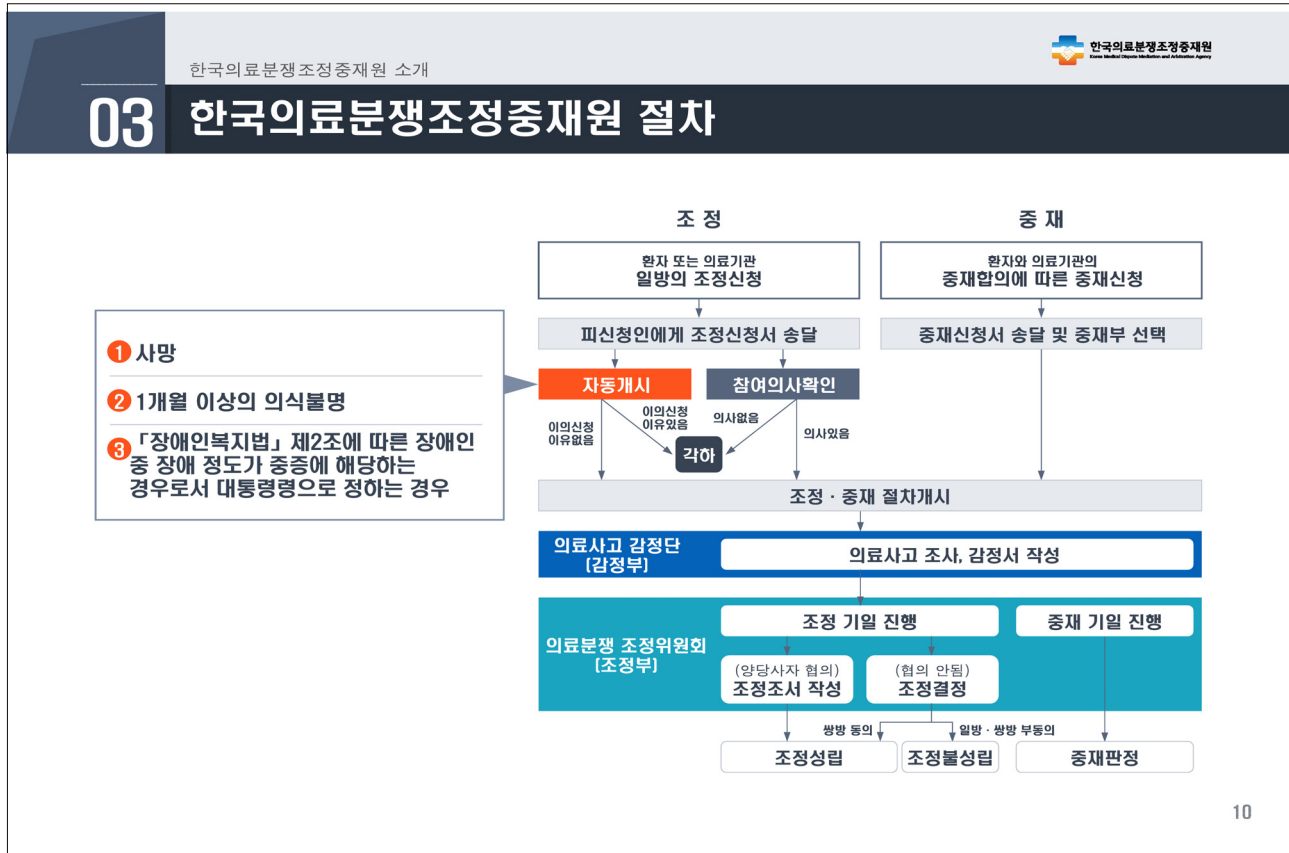 한국의료분쟁조정중재원 소개
한국의료분쟁조정중재원
Korea Medical Dispute Mediation and Arbitration Agency
03
한국의료분쟁조정중재원 절차
조 정
중 재
환자 또는 의료기관
일방의 조정신청
환자와 의료기관의
중재합의에 따른 중재신청
피신청인에게 조정신청서 송달
중재신청서 송달 및 중재부 선택
1 사망
2 1개월 이상의 의식불명
3 「장애인복지법」 제2조에 따른 장애인
중 장애 정도가 중증에 해당하는
경우로서 대통령령으로 정하는 경우
자동개시
참여의사확인
이의신청
이유없음
이의신청
이유있음
의사없음
의사있음
각하
조정 · 중재 절차개시
의료사고 감정단
(감정부)
의료사고 조사, 감정서 작성
의료분쟁 조정위원회
(조정부)
조정 기일 진행
중재 기일 진행
(양당사자 협의)
조정조서 작성
(협의 안됨)
조정결정
쌍방 동의
일방 · 쌍방 부동의
조정성립
조정불성립
중재판정
10